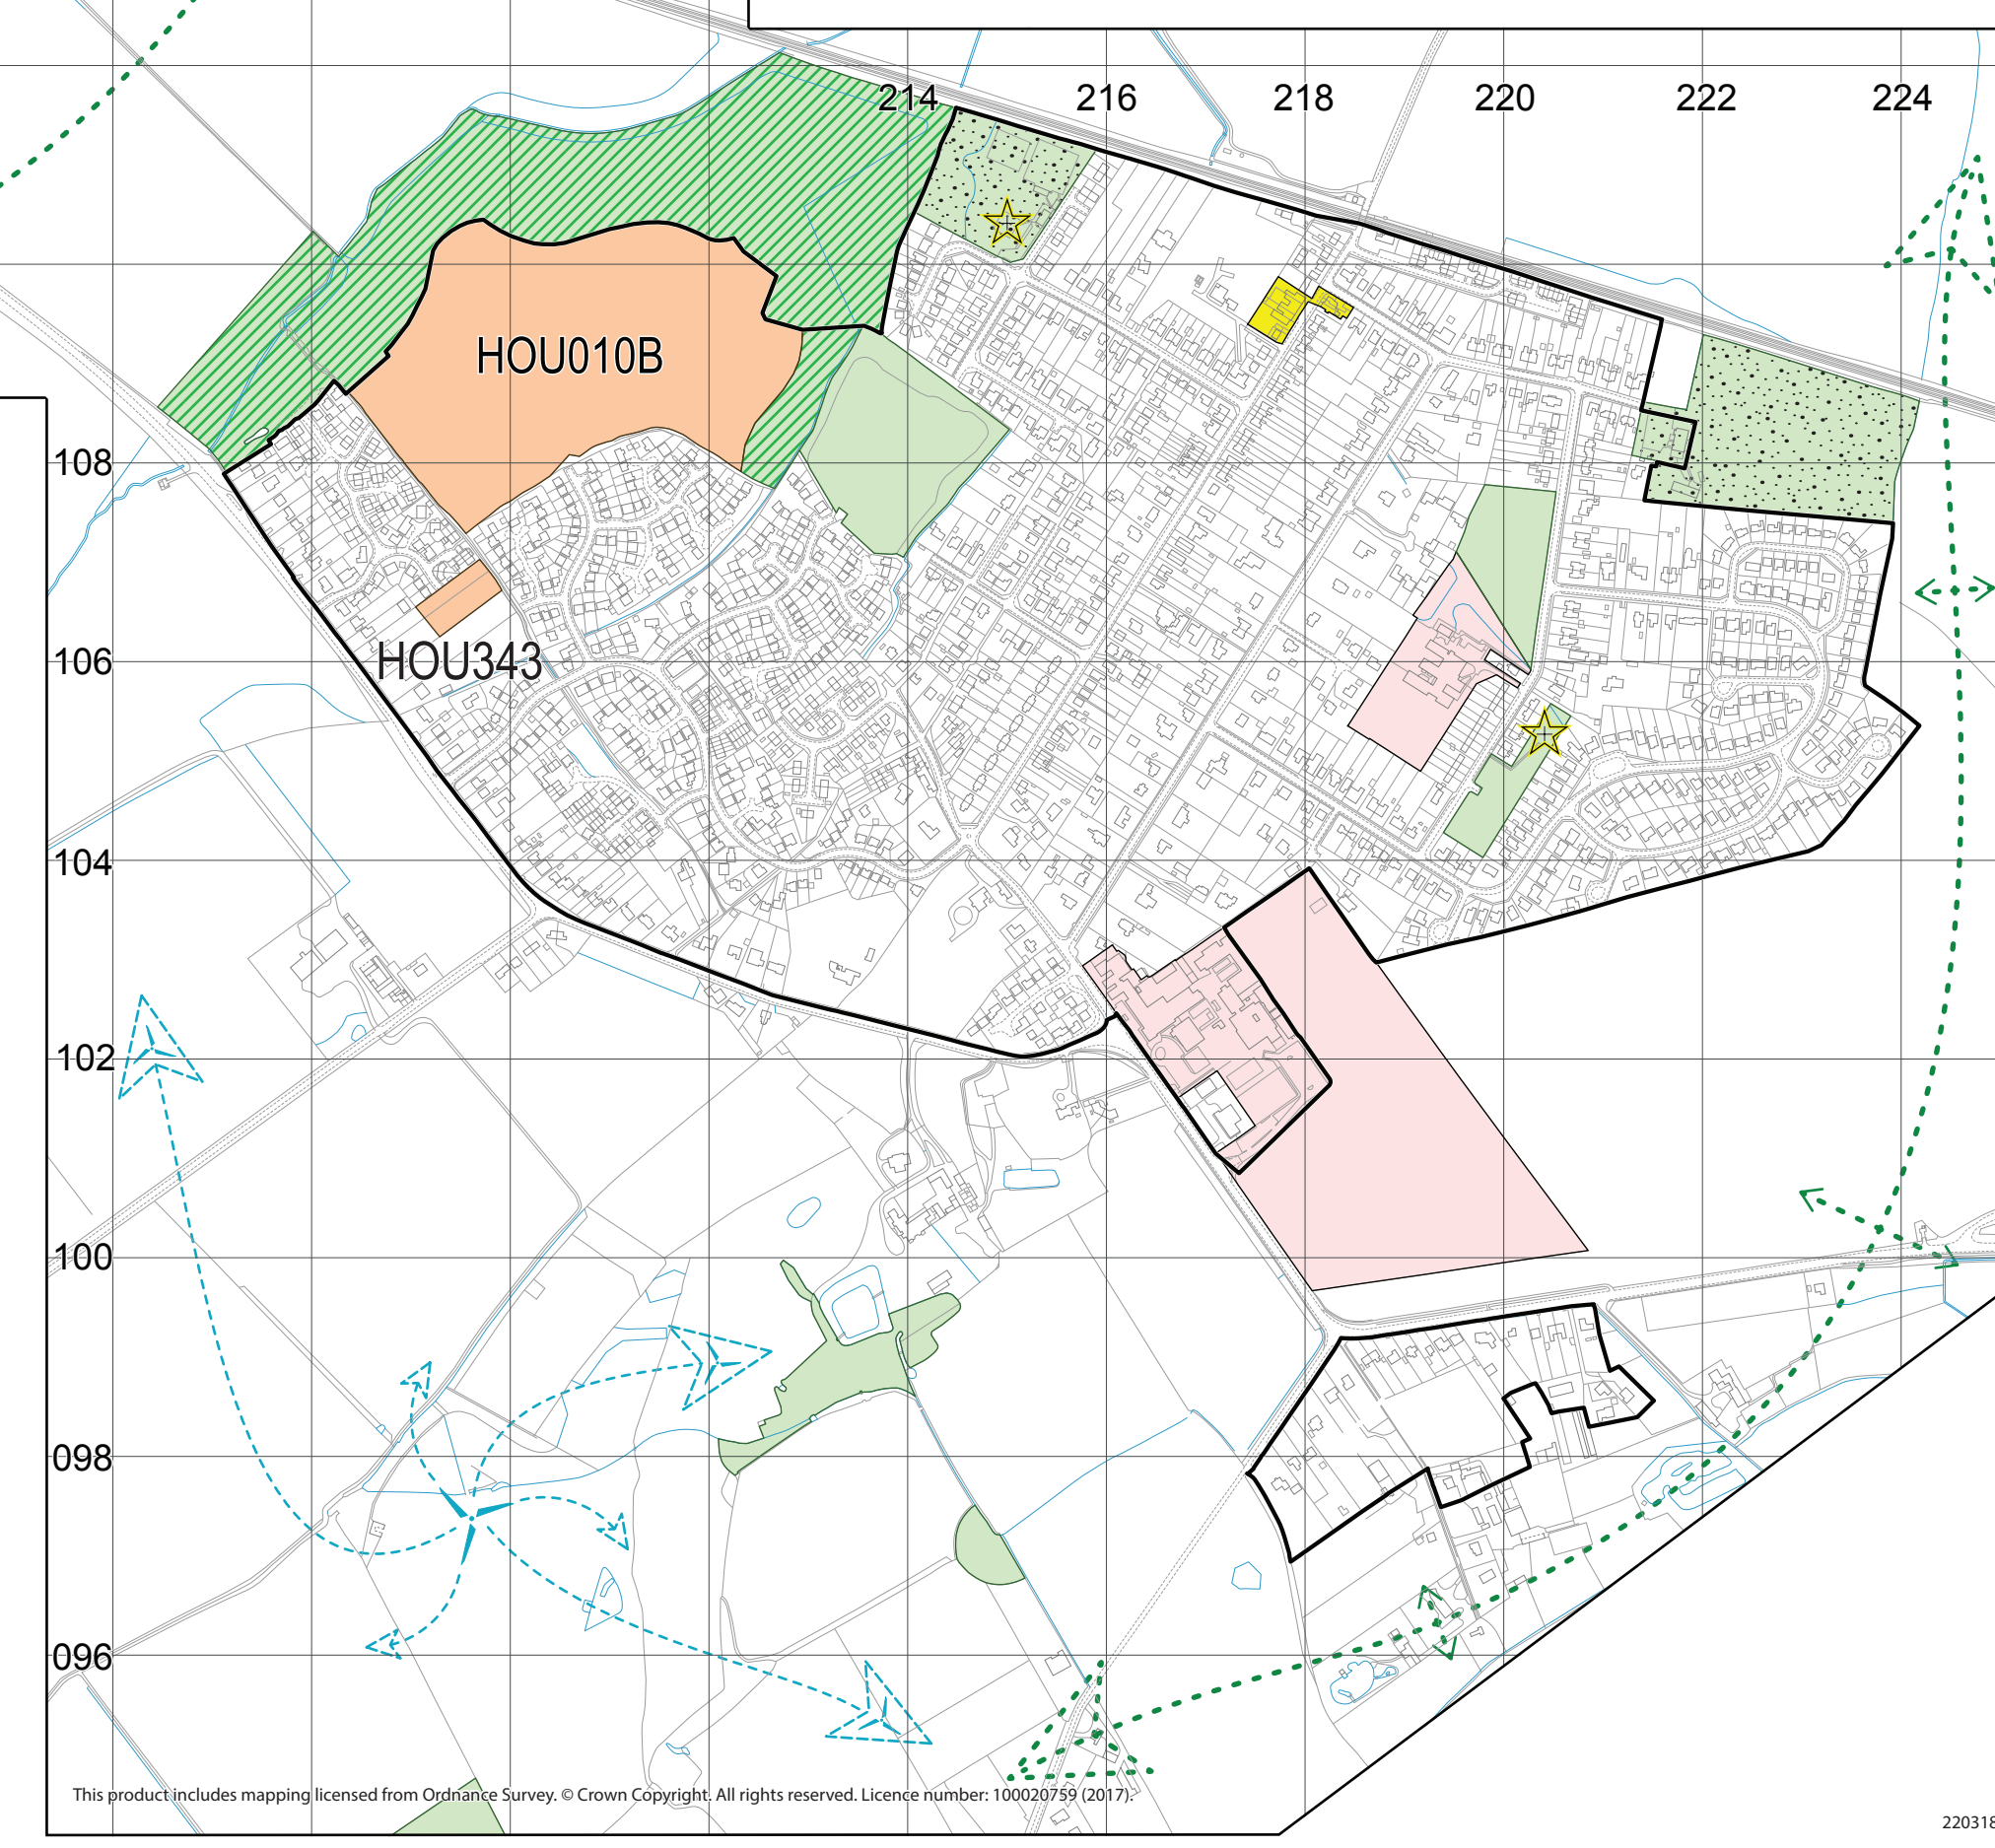 214 216 218 220 222 224
HOU010B
108
HOU343
106
104
102
100
098
096
This product includes mapping licensed from Ordnance Survey. © Crown Copyright. All rights reserved. Licence number: 100020759 (2017).
220318